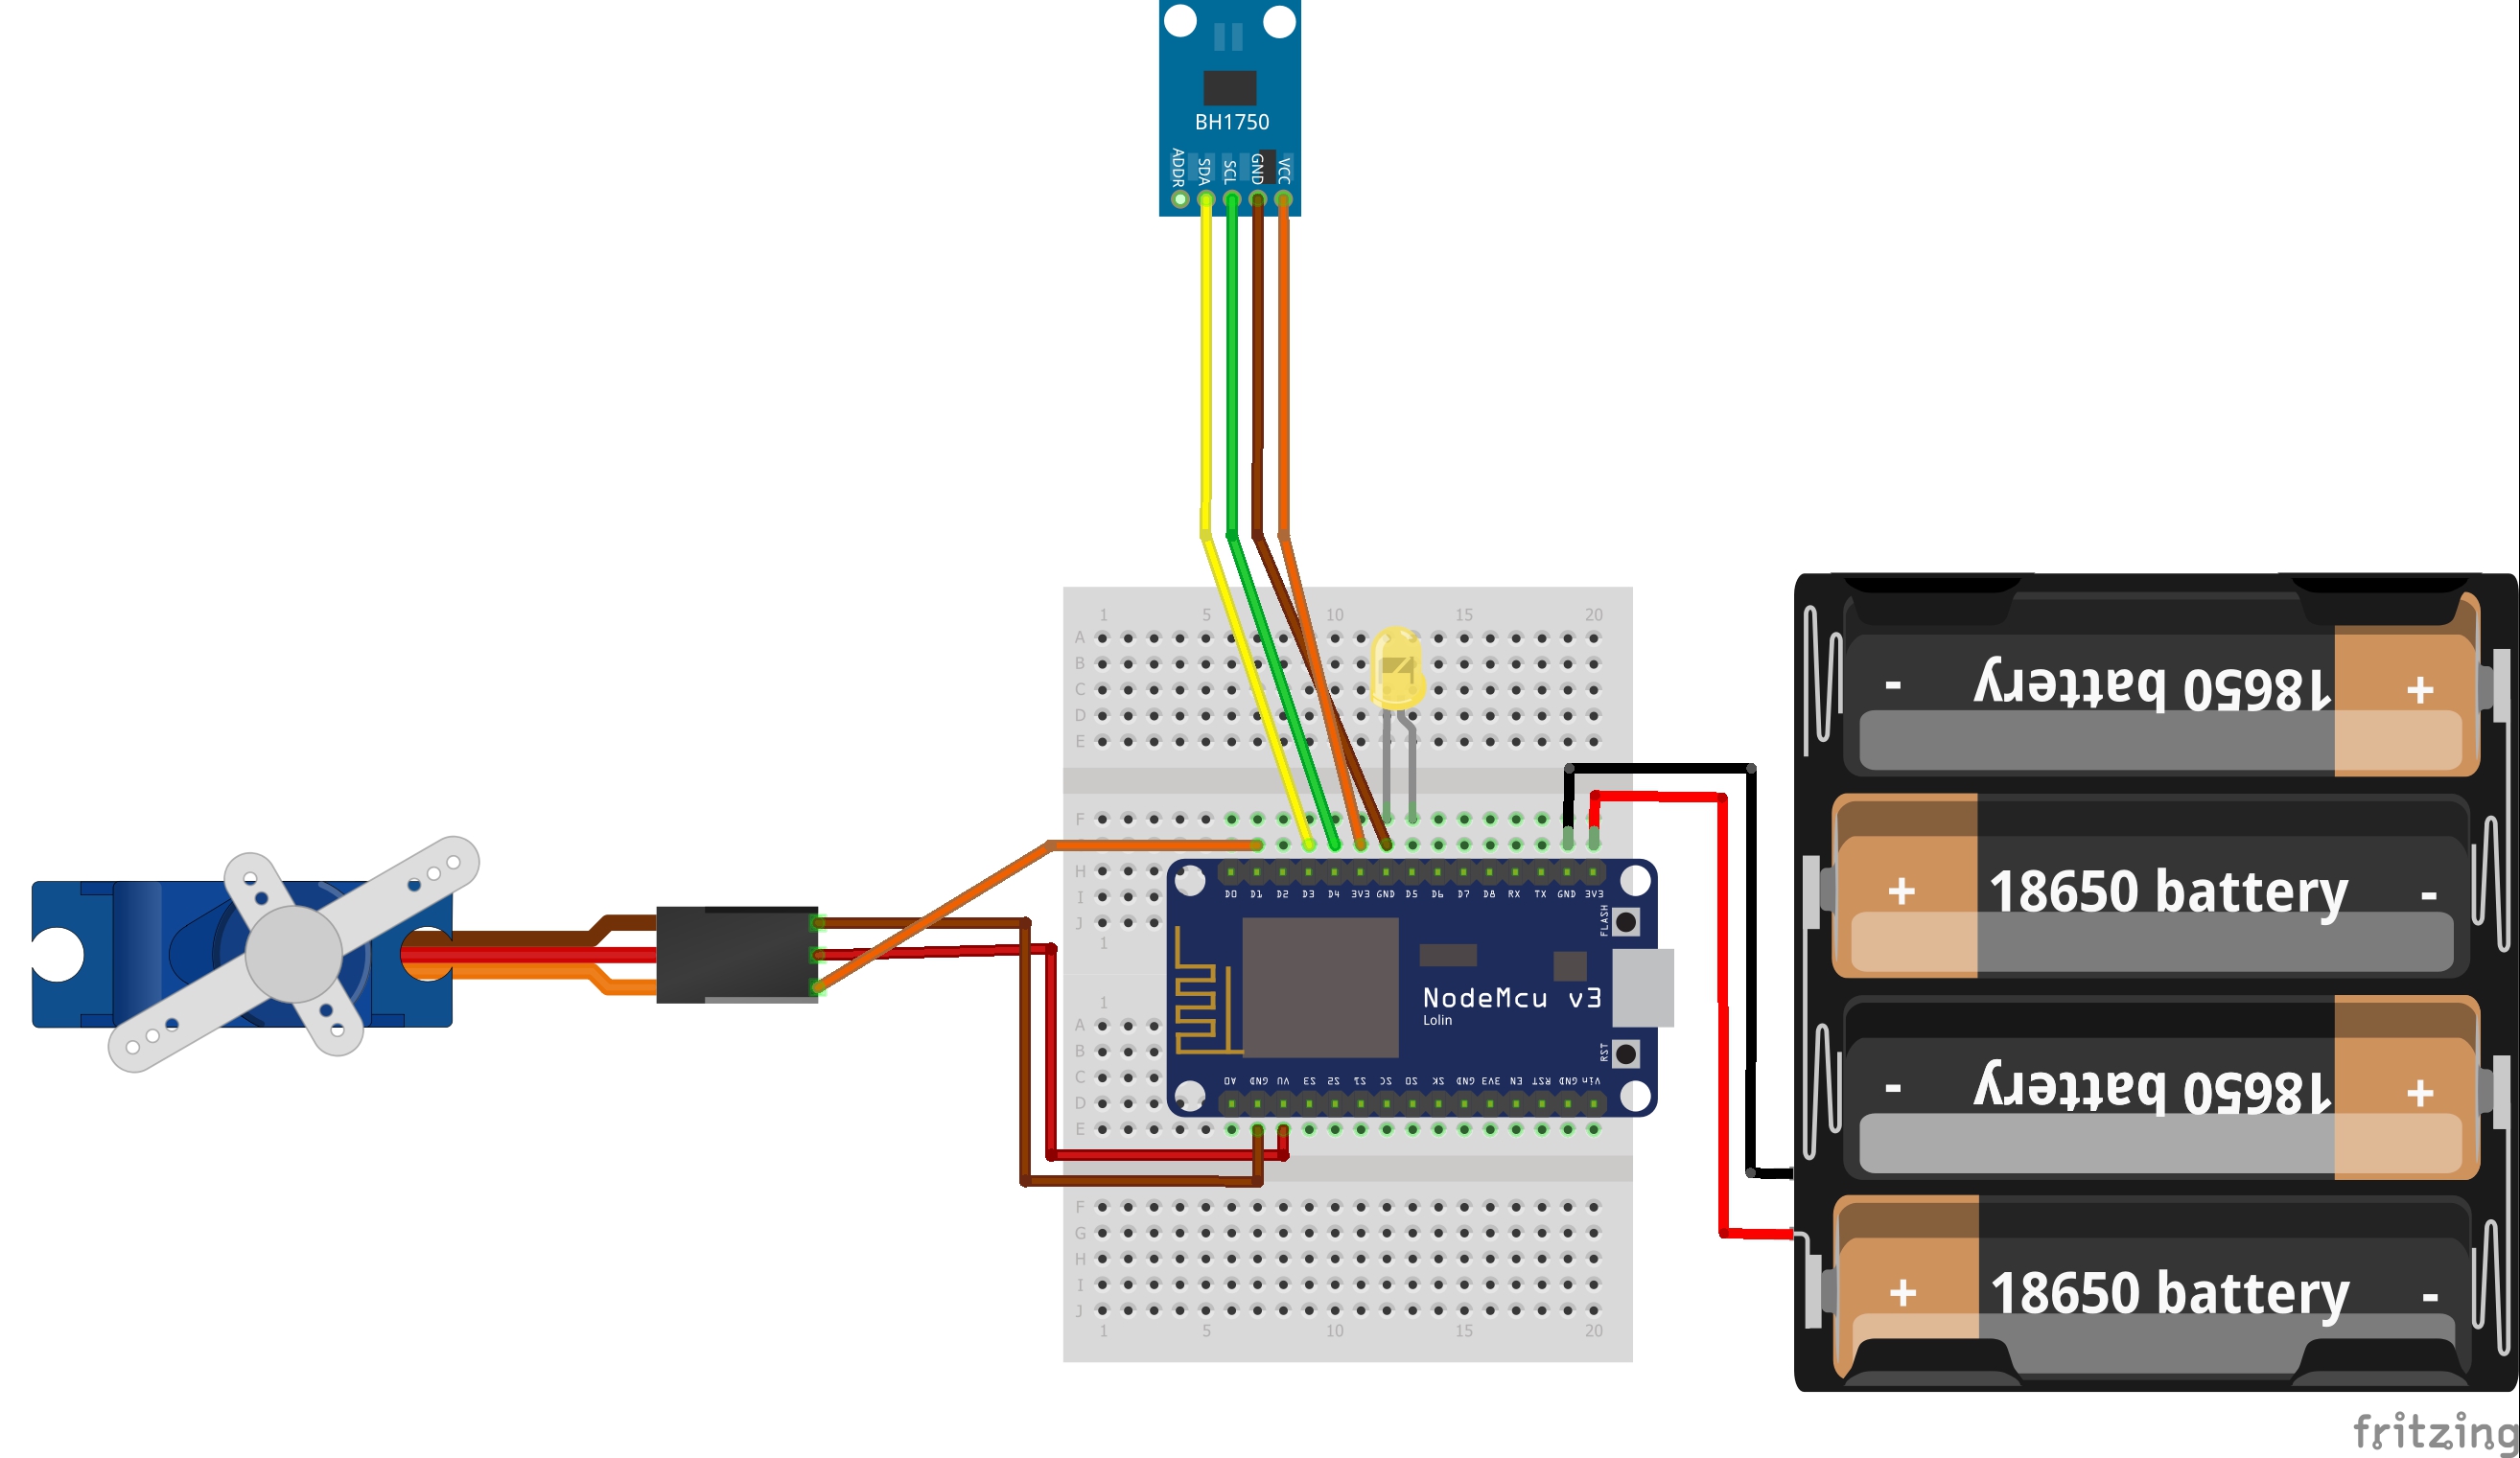 BH1750
ADDR SDA SCL GND VCC
1 5 10 15 20
A
B
C
D
E
F
H
I
J
1
D0 D1 D2 D3 D4 3V3 GND D5 D6 D7 D8 RX TX GND 3V3
FLASH
NodeMcu v3
Lolin
RST
A0 GND VU S3 S2 S1 SC S0 SK GND 3V3 EN RST GND Vin
1
A
B
C
D
E
F
G
H
I
J
1 5 10 15 20
- 18650 battery +
+ 18650 battery -
- 18650 battery +
+ 18650 battery -
fritzing